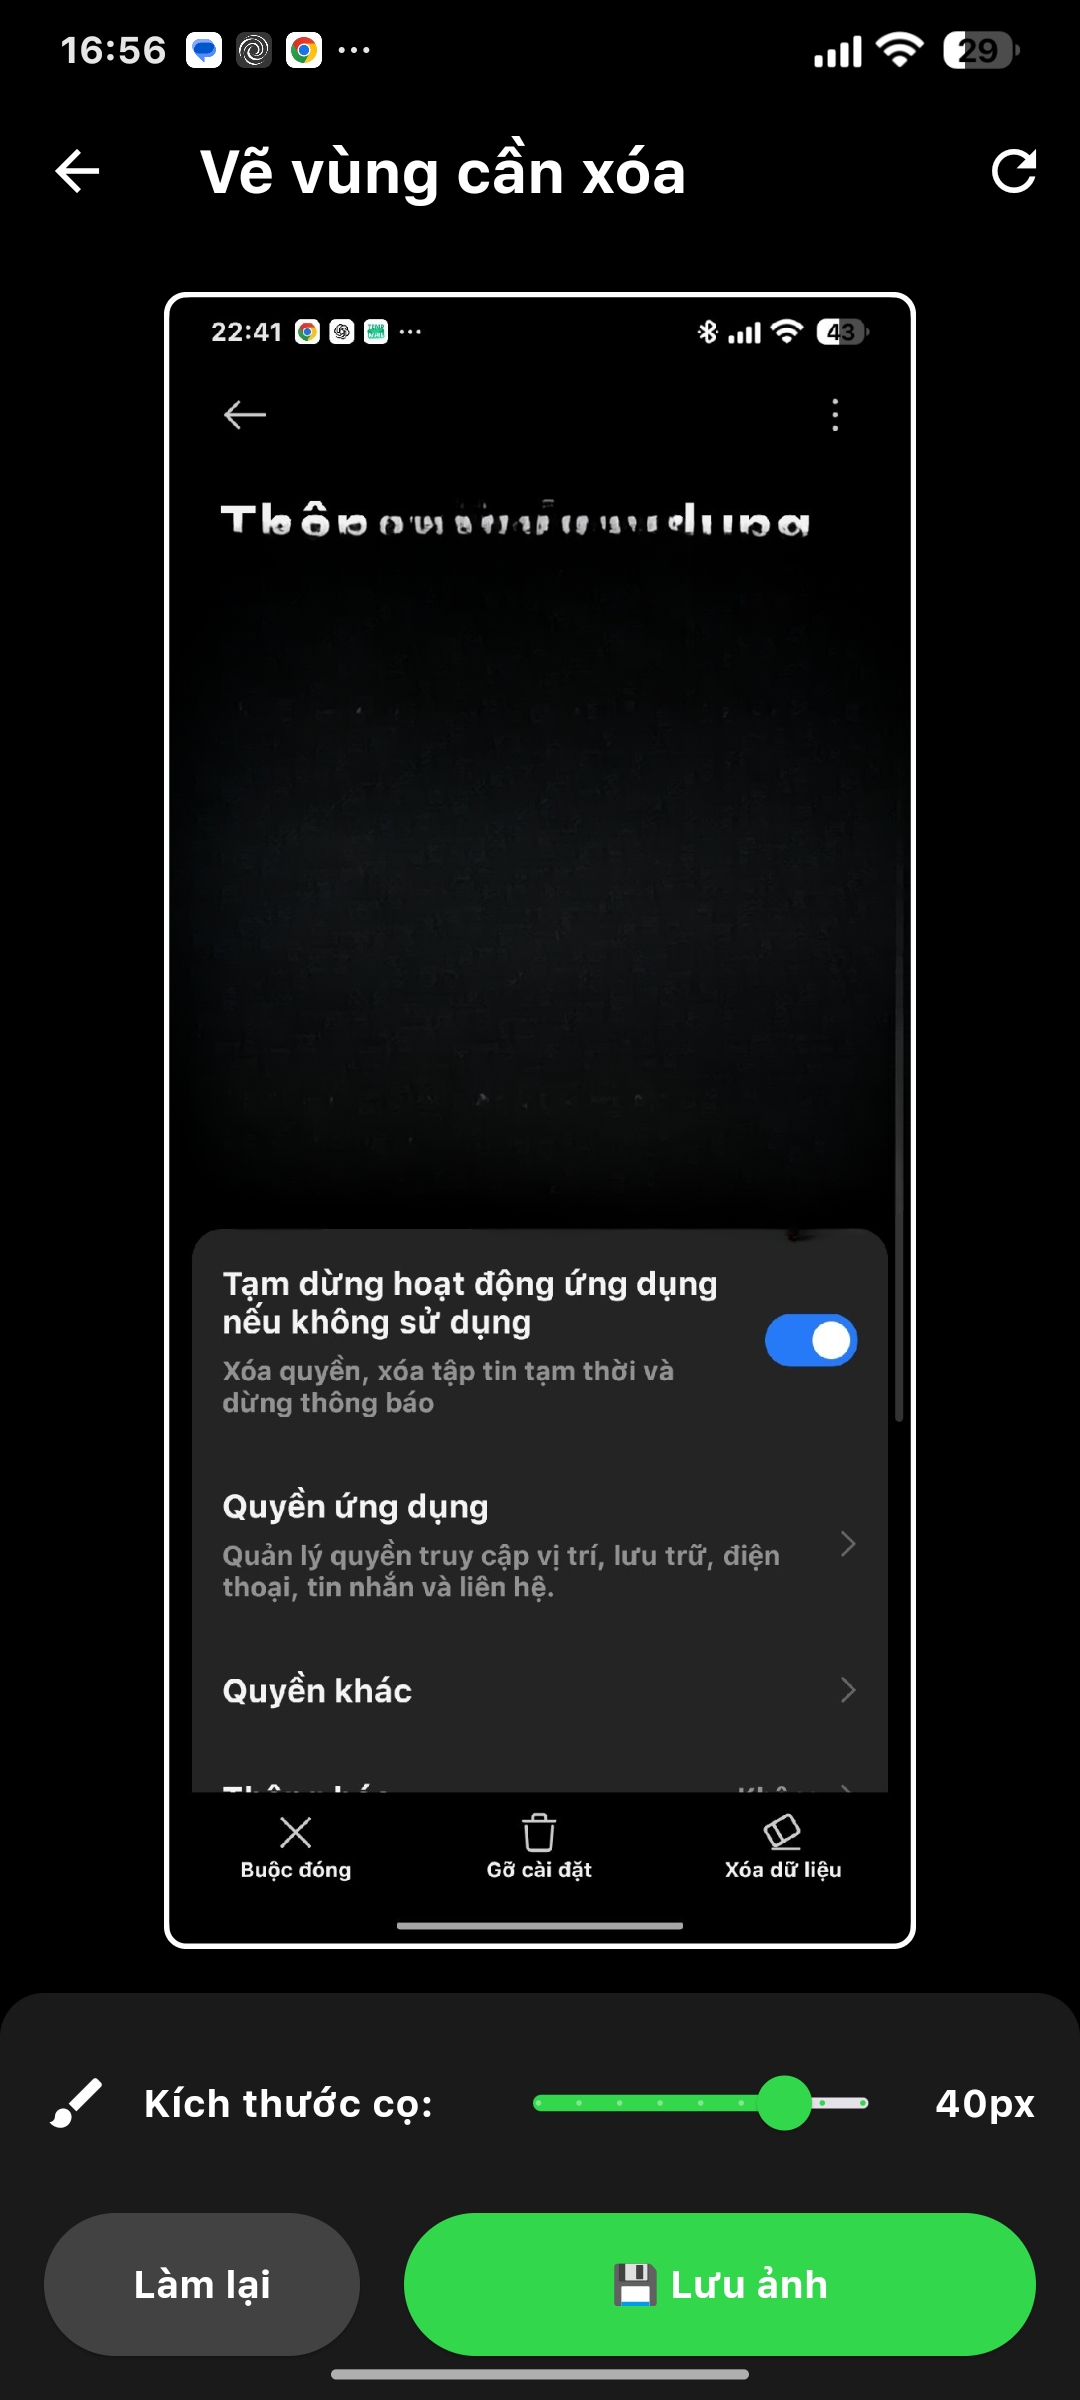 16:56
29
Vẽ vùng cần xóa
22:41
43
Tạm dừng hoạt động ứng dụng
nếu không sử dụng
Xóa quyền, xóa tập tin tạm thời và
dừng thông báo
Quyền ứng dụng
Quản lý quyền truy cập vị trí, lưu trữ, điện
thoại, tin nhắn và liên hệ.
Quyền khác
Buộc đóng
Gỡ cài đặt
Xóa dữ liệu
Kích thước cọ:
40px
Làm lại
Lưu ảnh